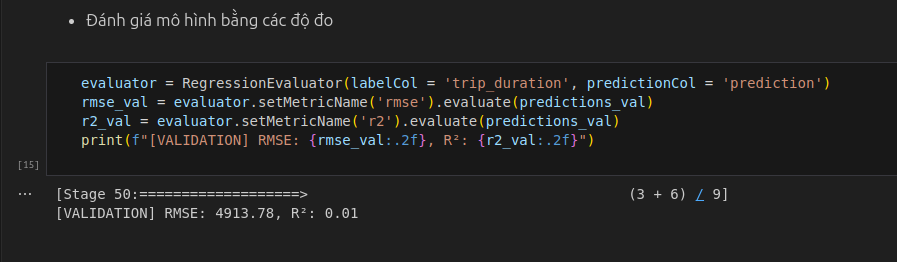 • Đánh giá mô hình bằng các độ đo
evaluator = RegressionEvaluator(labelCol = 'trip_duration', predictionCol = 'prediction')
rmse_val = evaluator.setMetricName('rmse').evaluate(predictions_val)
r2_val = evaluator.setMetricName('r2').evaluate(predictions_val)
print(f"[VALIDATION] RMSE: {rmse_val:.2f}, R²: {r2_val:.2f}")
[15]
... [Stage 50:===================> (3 + 6) / 9]
[VALIDATION] RMSE: 4913.78, R²: 0.01